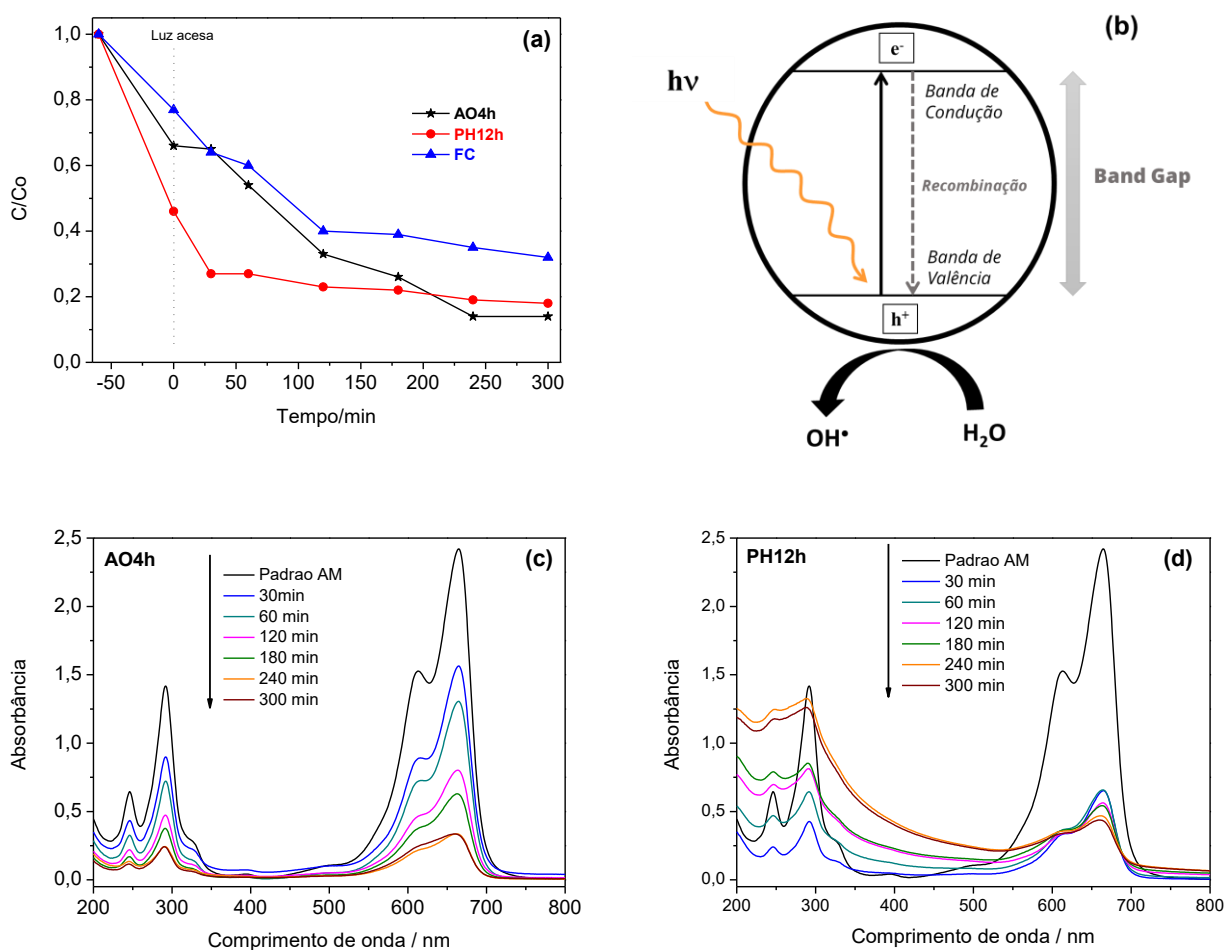 (a)
Luz acesa
AO4h
PH12h
FC
1,0
0,8
0,6
0,4
0,2
0,0
C/Co
-50
0
50
100
150
200
250
300
Tempo/min
(b)
hν
e-
Banda de
Condução
Recombinação
Band Gap
Banda de
Valência
h+
OH•
H2O
AO4h
(c)
Padrao AM
30min
60 min
120 min
180 min
240 min
300 min
2,5
2,0
1,5
1,0
0,5
0,0
Absorbância
200
300
400
500
600
700
800
Comprimento de onda / nm
PH12h
(d)
Padrao AM
30 min
60 min
120 min
180 min
240 min
300 min
2,5
2,0
1,5
1,0
0,5
0,0
Absorbância
200
300
400
500
600
700
800
Comprimento de onda / nm